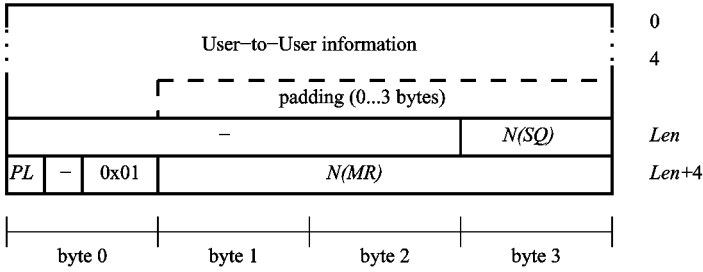 0
User−to−User information
4
padding (0...3 bytes)
− N(SQ) Len
PL − 0x01 N(MR) Len+4
byte 0 byte 1 byte 2 byte 3